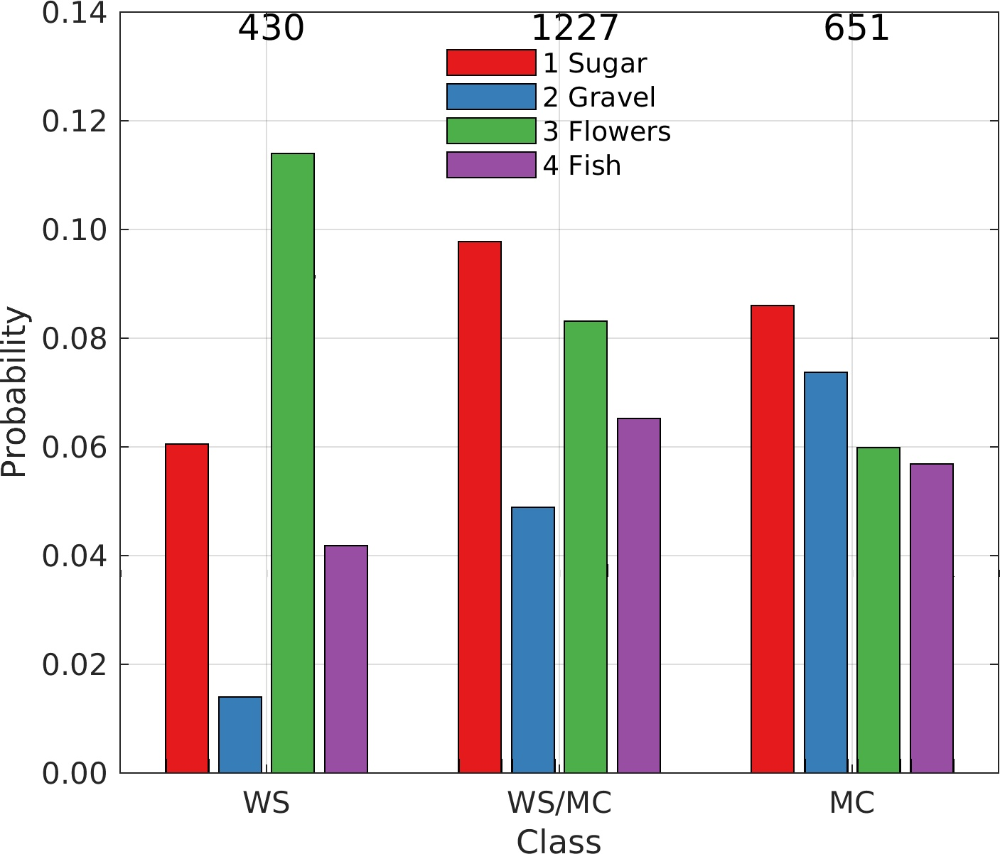 0.14
0.12
0.10
0.08
0.06
0.04
0.02
0.00
Probability
430 1227 651
1 Sugar
2 Gravel
3 Flowers
4 Fish
WS WS/MC MC
Class